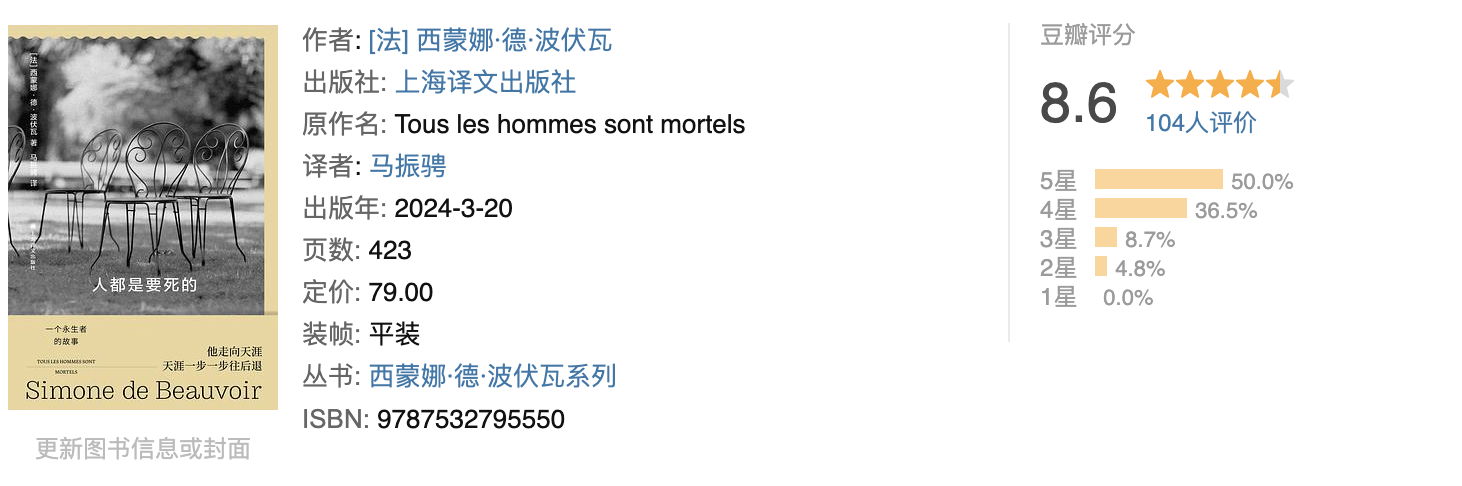 [法]西蒙娜·德·波伏瓦 著 马振骋 译
人都是要死的
一个永生者
的故事
他走向天涯
天涯一步一步往后退
TOUS LES HOMMES SONT
MORTELS
Simone de Beauvoir
更新图书信息或封面
作者: [法] 西蒙娜·德·波伏瓦
出版社: 上海译文出版社
原作名: Tous les hommes sont mortels
译者: 马振骋
出版年: 2024-3-20
页数: 423
定价: 79.00
装帧: 平装
丛书: 西蒙娜·德·波伏瓦系列
ISBN: 9787532795550
豆瓣评分
8.6
104人评价
5星 50.0%
4星 36.5%
3星 8.7%
2星 4.8%
1星 0.0%